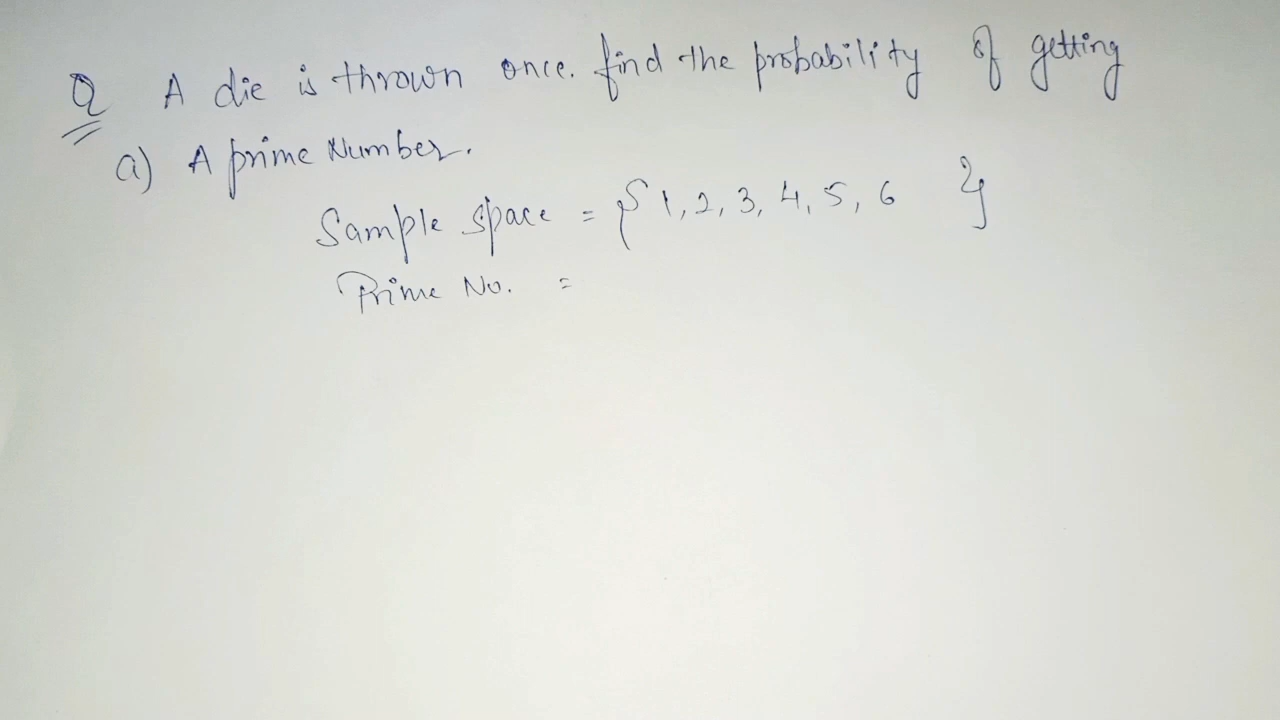 Q A die is thrown once. find the probability of getting
a) A prime Number.
Sample space = { 1, 2, 3, 4, 5, 6 }
Prime No. =